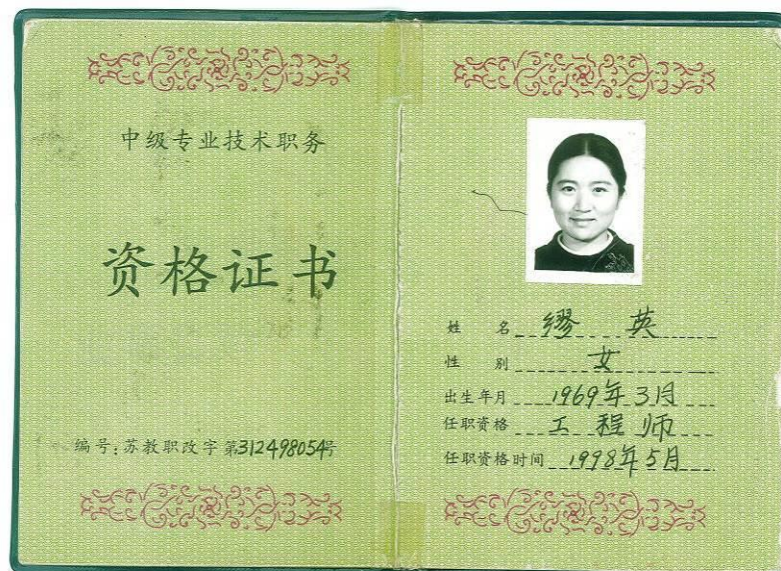 中级专业技术职务
资格证书
编号:苏教职改字第312498054号
姓 名 缪 英
性 别 女
出生年月 1969年3月
任职资格 工程师
任职资格时间 1998年5月